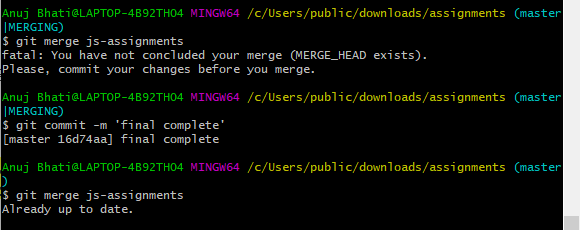 Anuj Bhati@LAPTOP-4B92TH04 MINGW64 /c/Users/public/downloads/assignments (master
|MERGING)
$ git merge js-assignments
fatal: You have not concluded your merge (MERGE_HEAD exists).
Please, commit your changes before you merge.
Anuj Bhati@LAPTOP-4B92TH04 MINGW64 /c/Users/public/downloads/assignments (master
|MERGING)
$ git commit -m 'final complete'
[master 16d74aa] final complete
Anuj Bhati@LAPTOP-4B92TH04 MINGW64 /c/Users/public/downloads/assignments (master
)
$ git merge js-assignments
Already up to date.